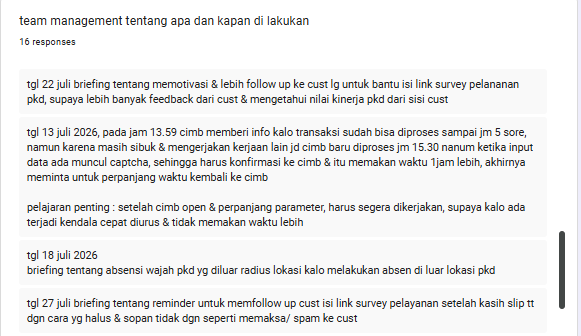 team management tentang apa dan kapan di lakukan
16 responses
tgl 22 juli briefing tentang memotivasi & lebih follow up ke cust lg untuk bantu isi link survey pelananan
pkd, supaya lebih banyak feedback dari cust & mengetahui nilai kinerja pkd dari sisi cust
tgl 13 juli 2026, pada jam 13.59 cimb memberi info kalo transaksi sudah bisa diproses sampai jm 5 sore,
namun karena masih sibuk & mengerjakan kerjaan lain jd cimb baru diproses jm 15.30 nanum ketika input
data ada muncul captcha, sehingga harus konfirmasi ke cimb & itu memakan waktu 1jam lebih, akhirnya
meminta untuk perpanjang waktu kembali ke cimb
pelajaran penting : setelah cimb open & perpanjang parameter, harus segera dikerjakan, supaya kalo ada
terjadi kendala cepat diurus & tidak memakan waktu lebih
tgl 18 juli 2026
briefing tentang absensi wajah pkd yg diluar radius lokasi kalo melakukan absen di luar lokasi pkd
tgl 27 juli briefing tentang reminder untuk memfollow up cust isi link survey pelayanan setelah kasih slip tt
dgn cara yg halus & sopan tidak dgn seperti memaksa/ spam ke cust